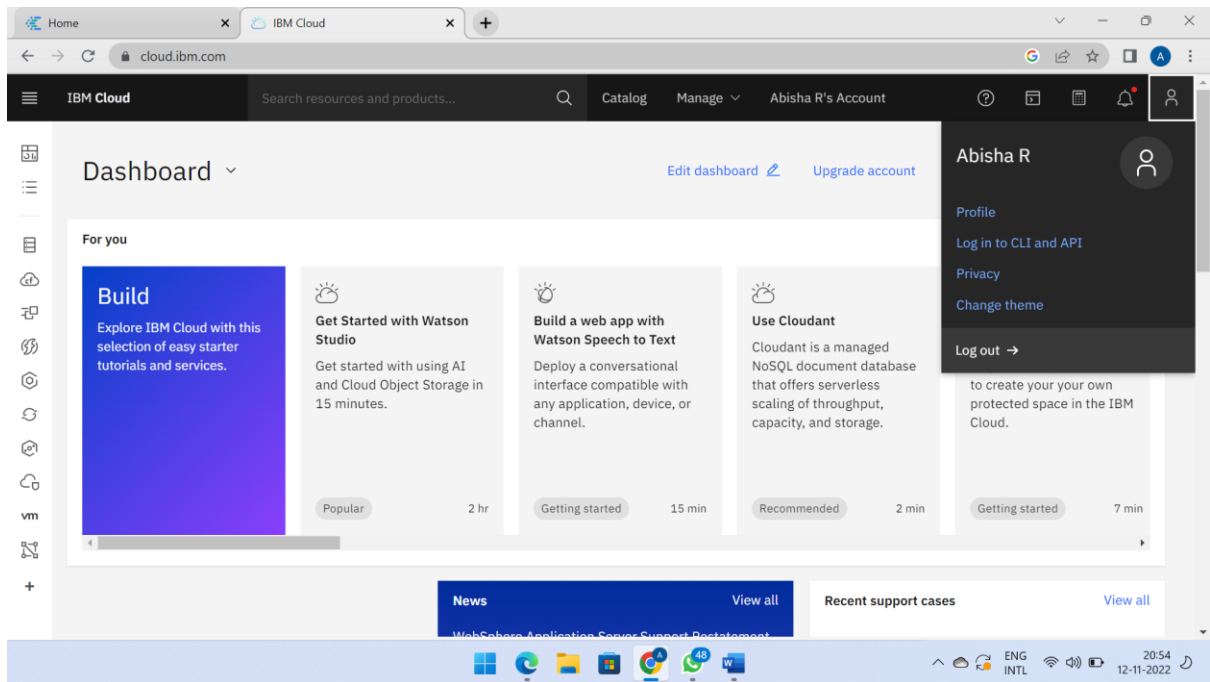 Home
IBM Cloud
cloud.ibm.com
G
A
IBM Cloud
Search resources and products...
Catalog
Manage
Abisha R's Account
Dashboard
Edit dashboard
Upgrade account
Abisha R
Profile
Log in to CLI and API
Privacy
Change theme
Log out →
For you
Build
Explore IBM Cloud with this
selection of easy starter
tutorials and services.
Get Started with Watson
Studio
Get started with using AI
and Cloud Object Storage in
15 minutes.
Popular
2 hr
Build a web app with
Watson Speech to Text
Deploy a conversational
interface compatible with
any application, device, or
channel.
Getting started
15 min
Use Cloudant
Cloudant is a managed
NoSQL document database
that offers serverless
scaling of throughput,
capacity, and storage.
Recommended
2 min
to create your your own
protected space in the IBM
Cloud.
Getting started
7 min
cf
vm
News
View all
WebSphere Application Server Support Restatement
Recent support cases
View all
A
48
W
ENG
INTL
20:54
12-11-2022